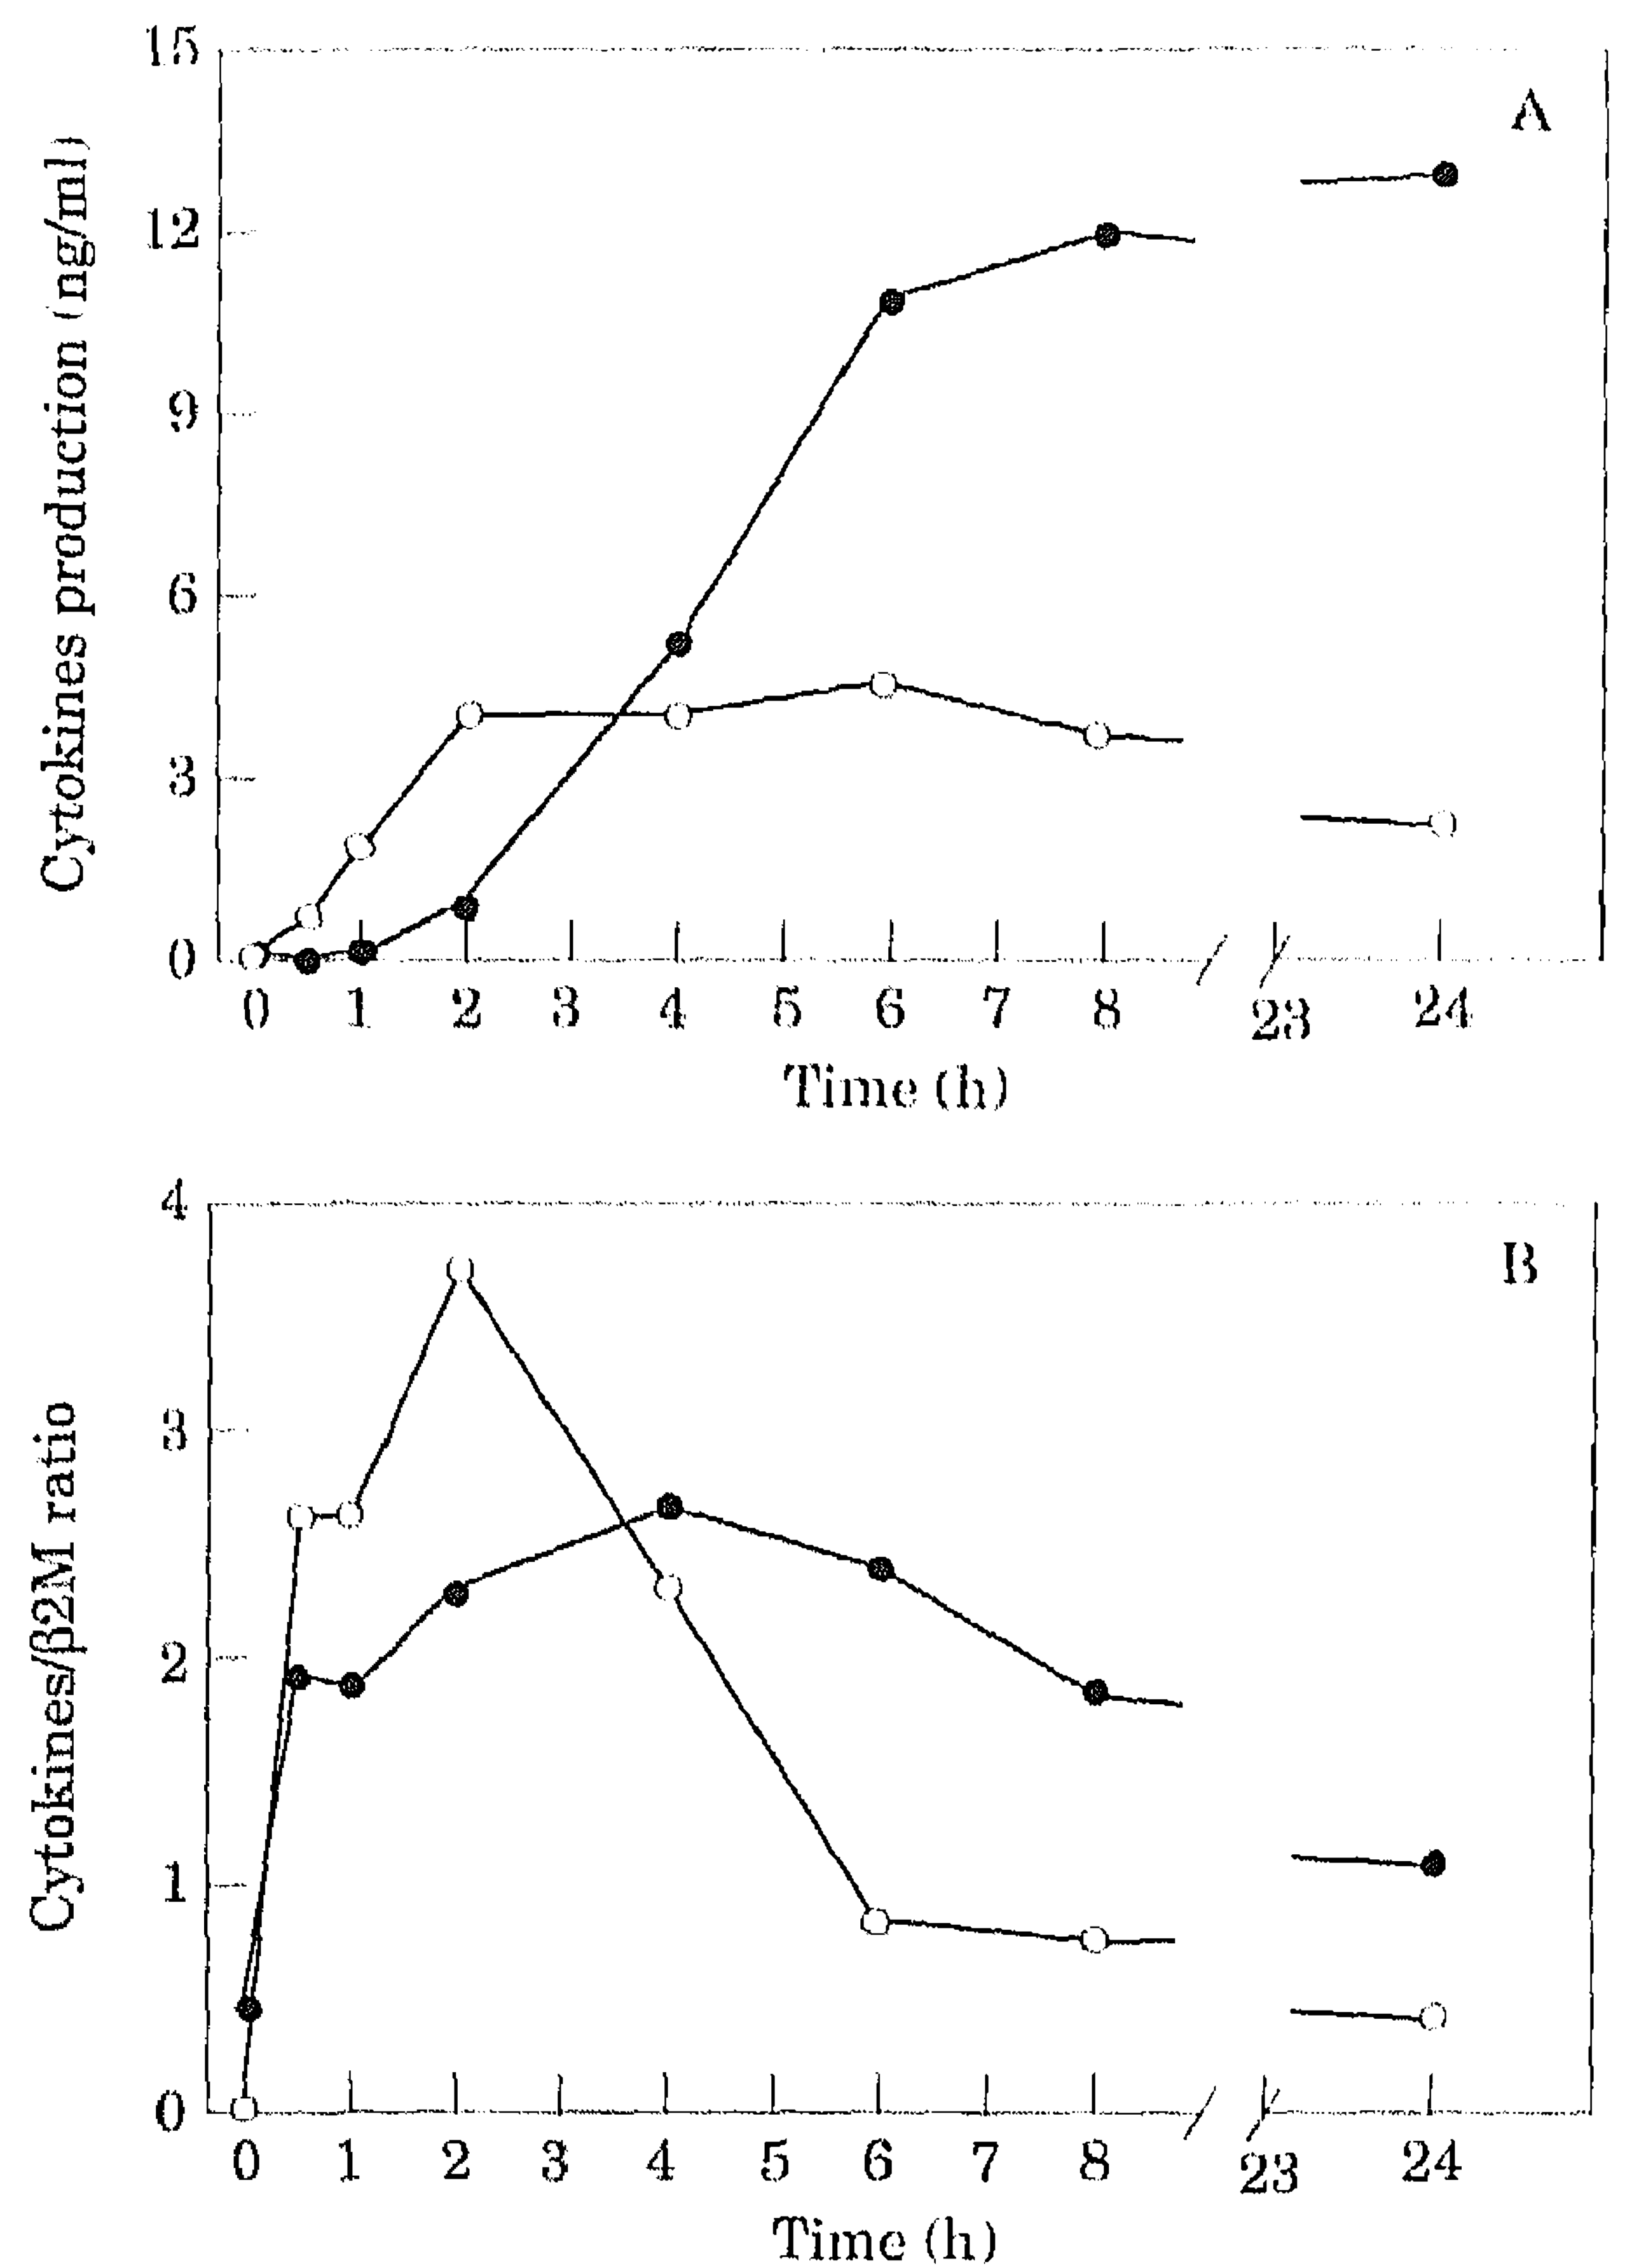 15
A
12
9
6
3
0
0 1 2 3 4 5 6 7 8 23 24
Time (h)
Cytokines production (ng/ml)
4
B
3
2
1
0
0 1 2 3 4 5 6 7 8 23 24
Time (h)
Cytokines/β2M ratio